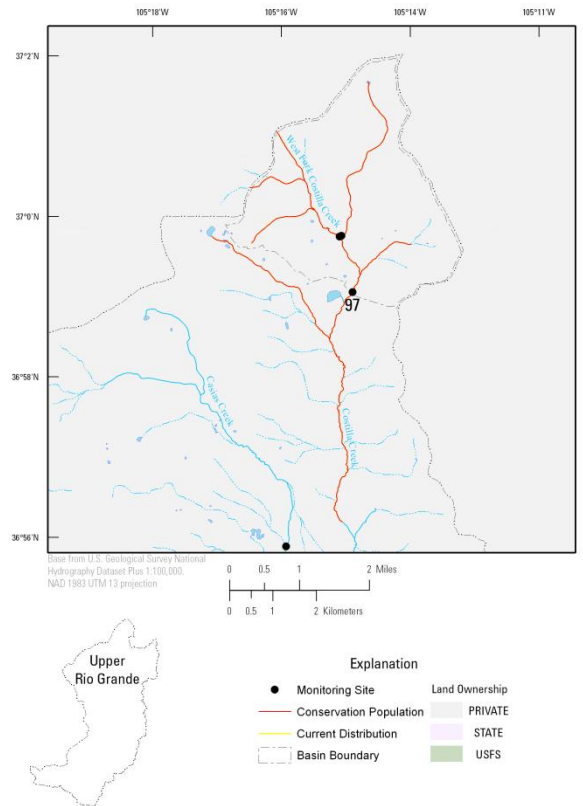 105°18'W 105°16'W 105°14'W 105°11'W
37°2'N
West Fork Costilla Creek
37°0'N
97
36°58'N
Casias Creek
Costilla Creek
36°56'N
Base from U.S. Geological Survey National
Hydrography Dataset Plus 1:100,000.
NAD 1983 UTM 13 projection
0 0.5 1 2 Miles
0 0.5 1 2 Kilometers
Upper
Rio Grande
Explanation
Monitoring Site
Conservation Population
Current Distribution
Basin Boundary
Land Ownership
PRIVATE
STATE
USFS